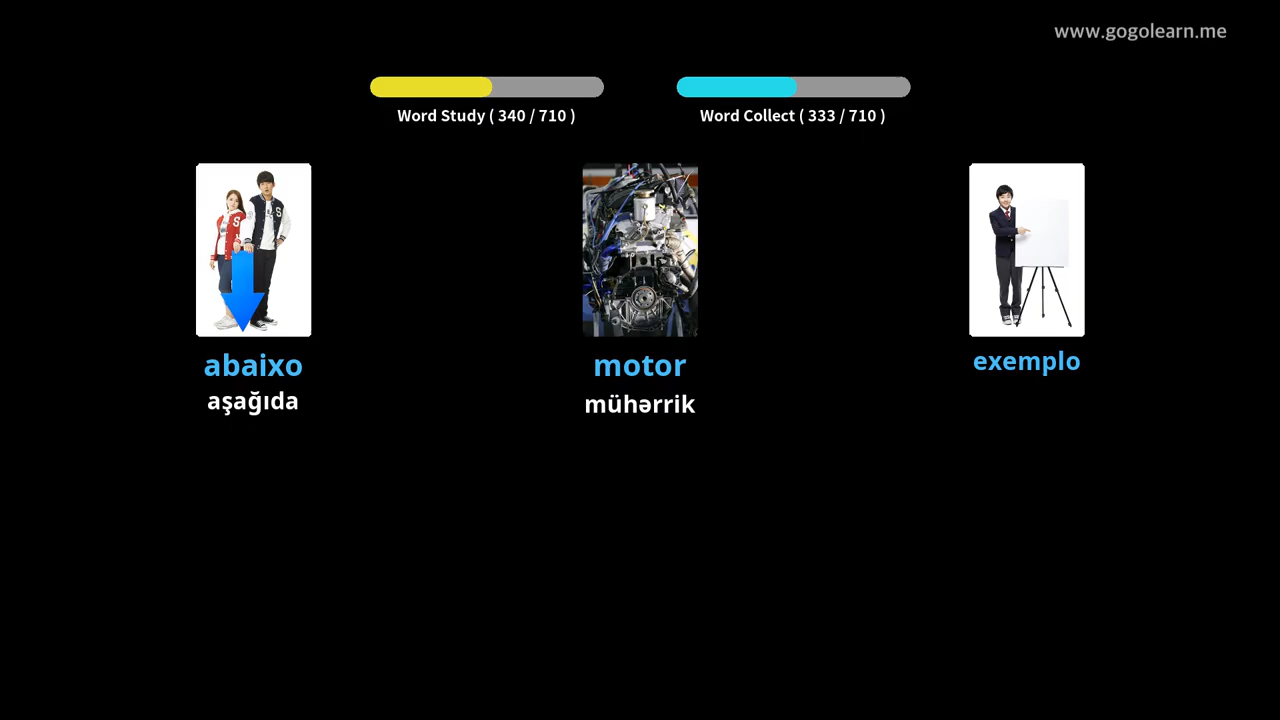 www.gogolearn.me
Word Study ( 340 / 710 )
Word Collect ( 333 / 710 )
S
S
abaixo
aşağıda
motor
mühərrik
exemplo